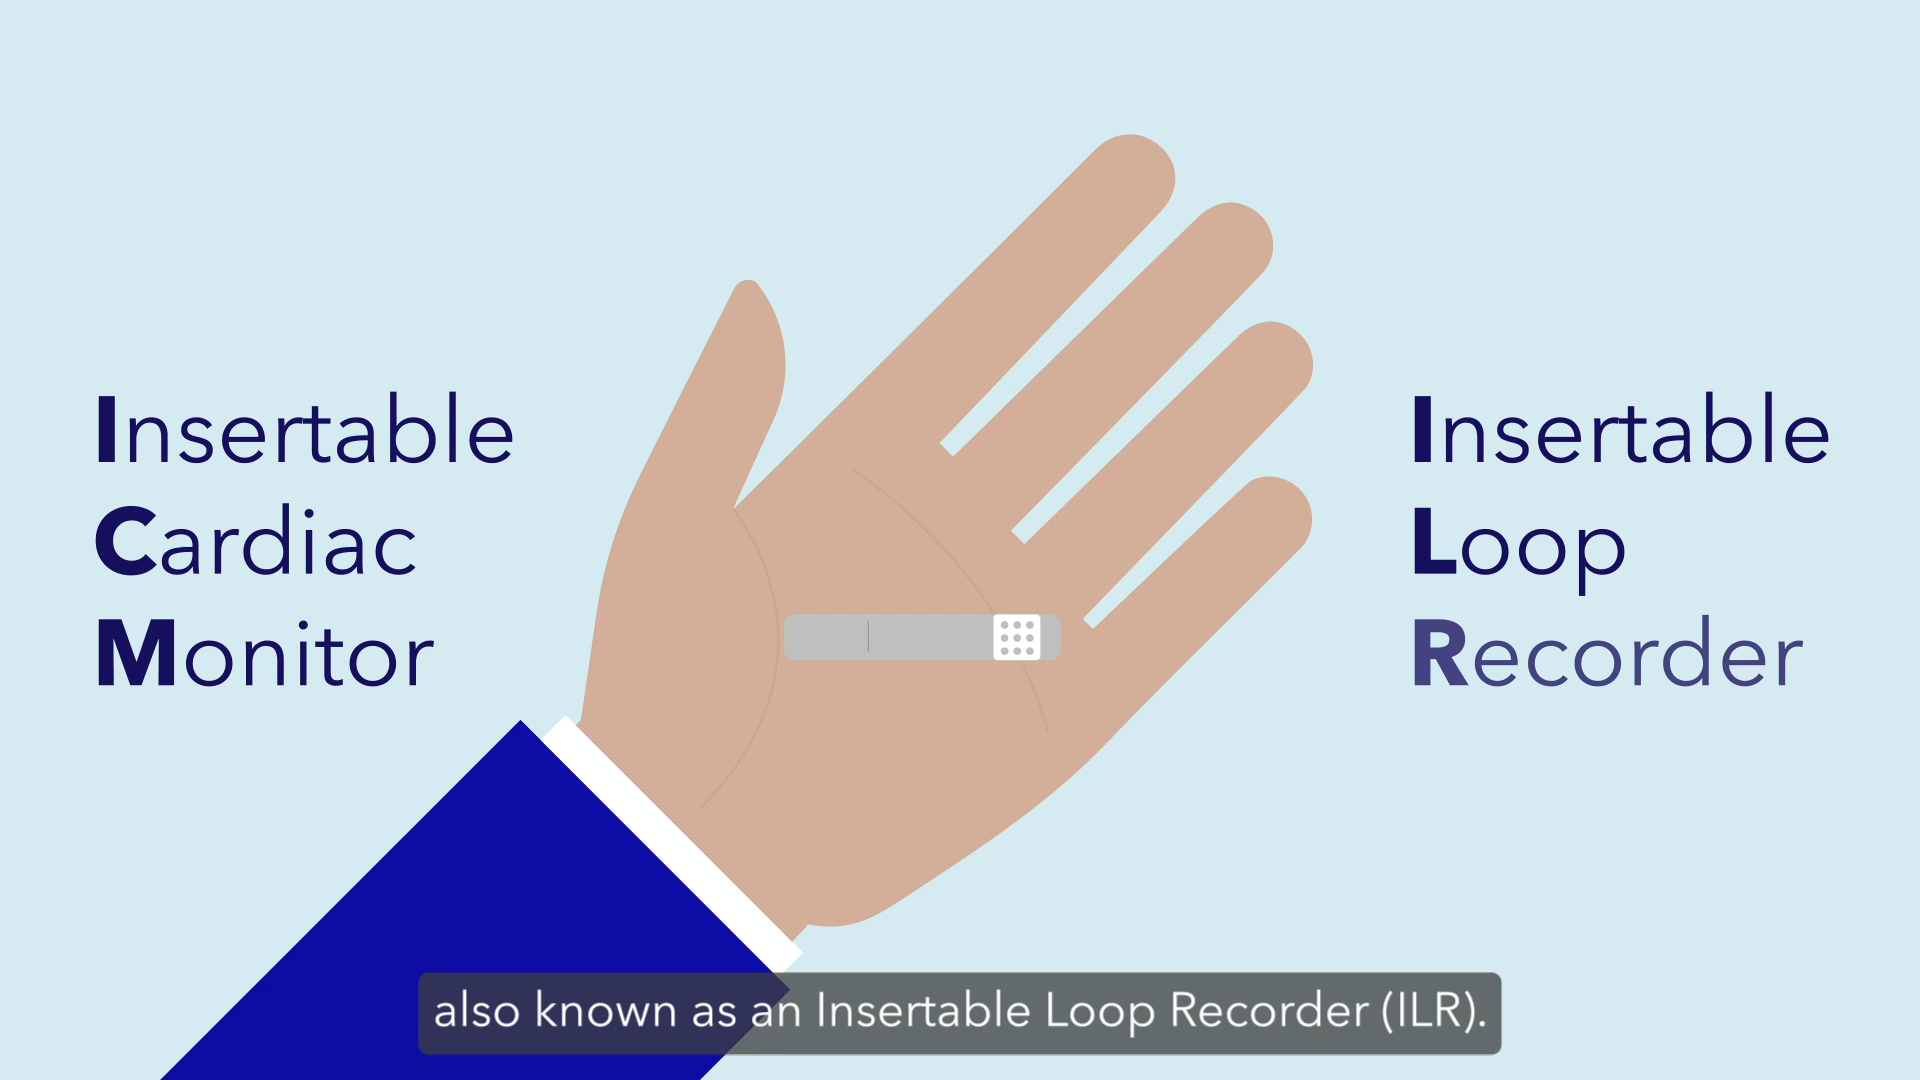 Insertable
Cardiac
Monitor
Insertable
Loop
Recorder
also known as an Insertable Loop Recorder (ILR).